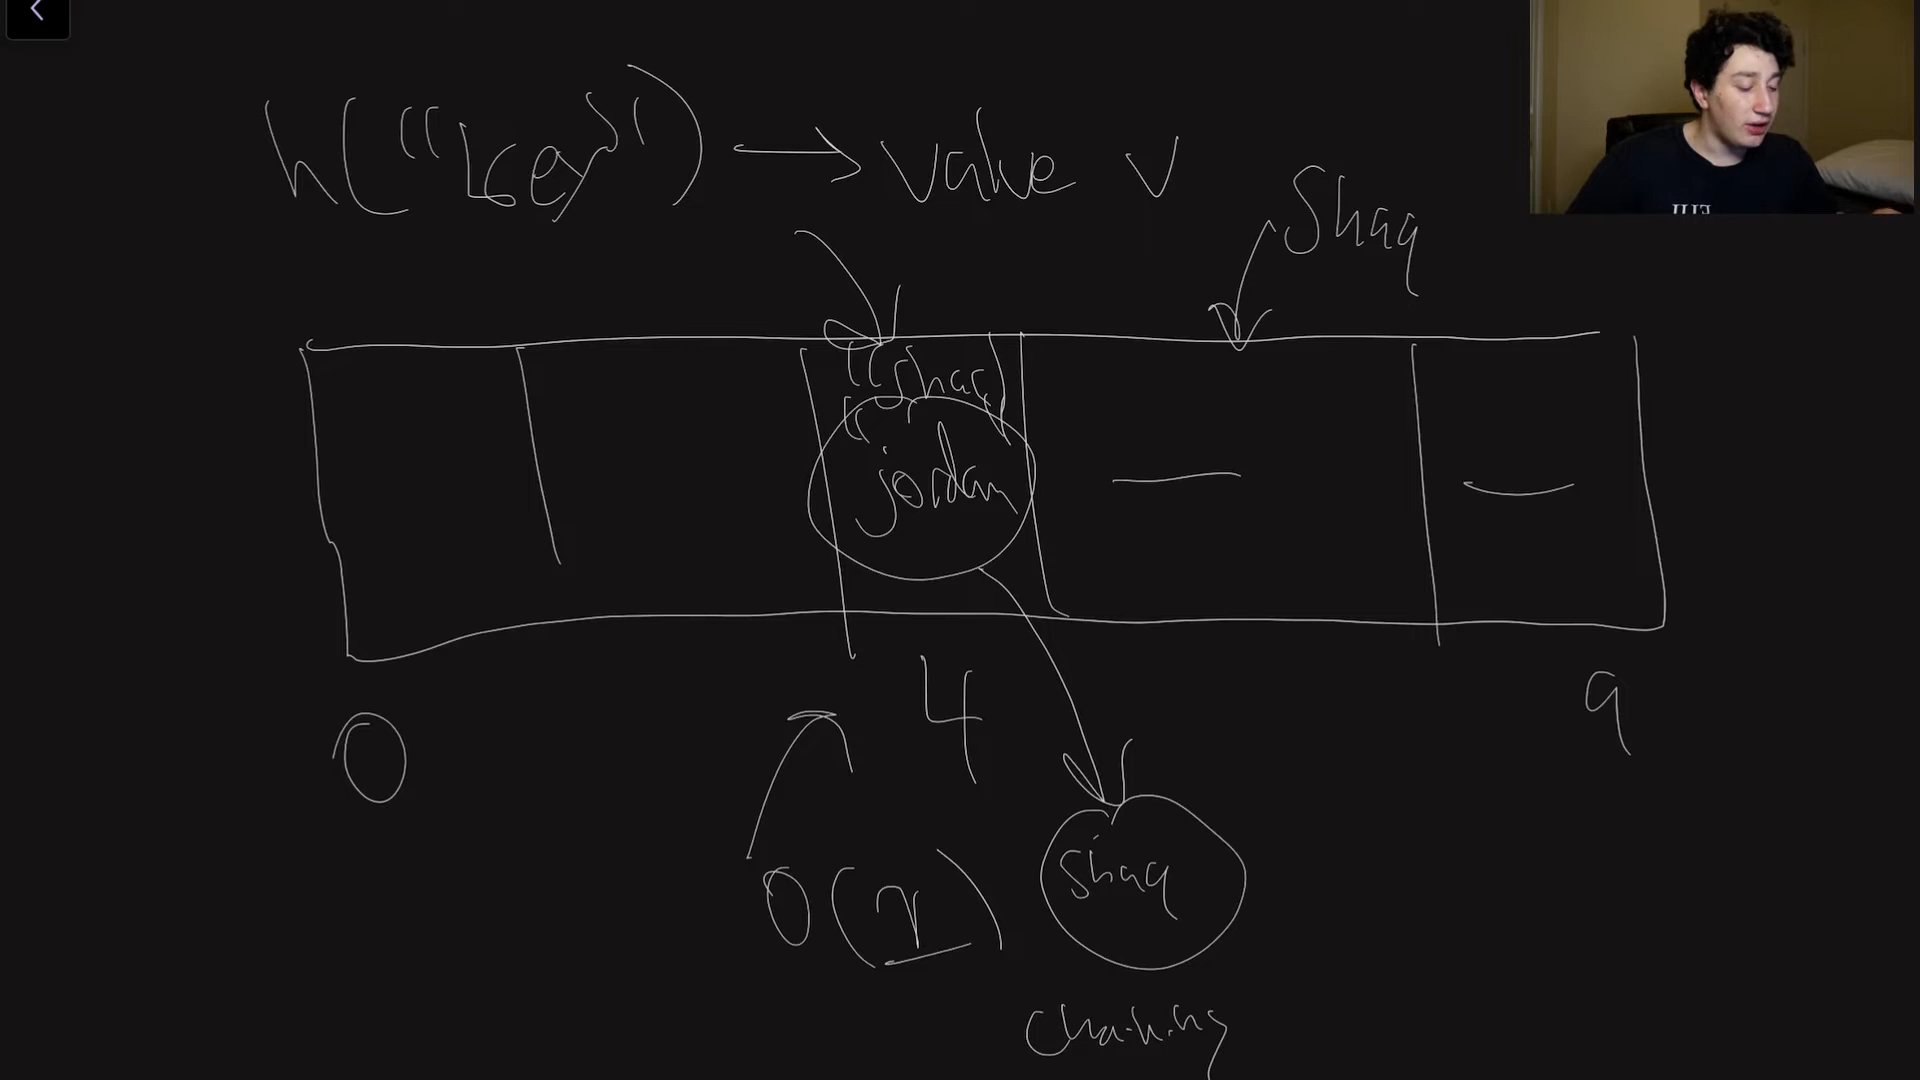 h("key") → value v
Shaq
"shaq
"jordan
0 4 9
O(1)
shaq
chaining